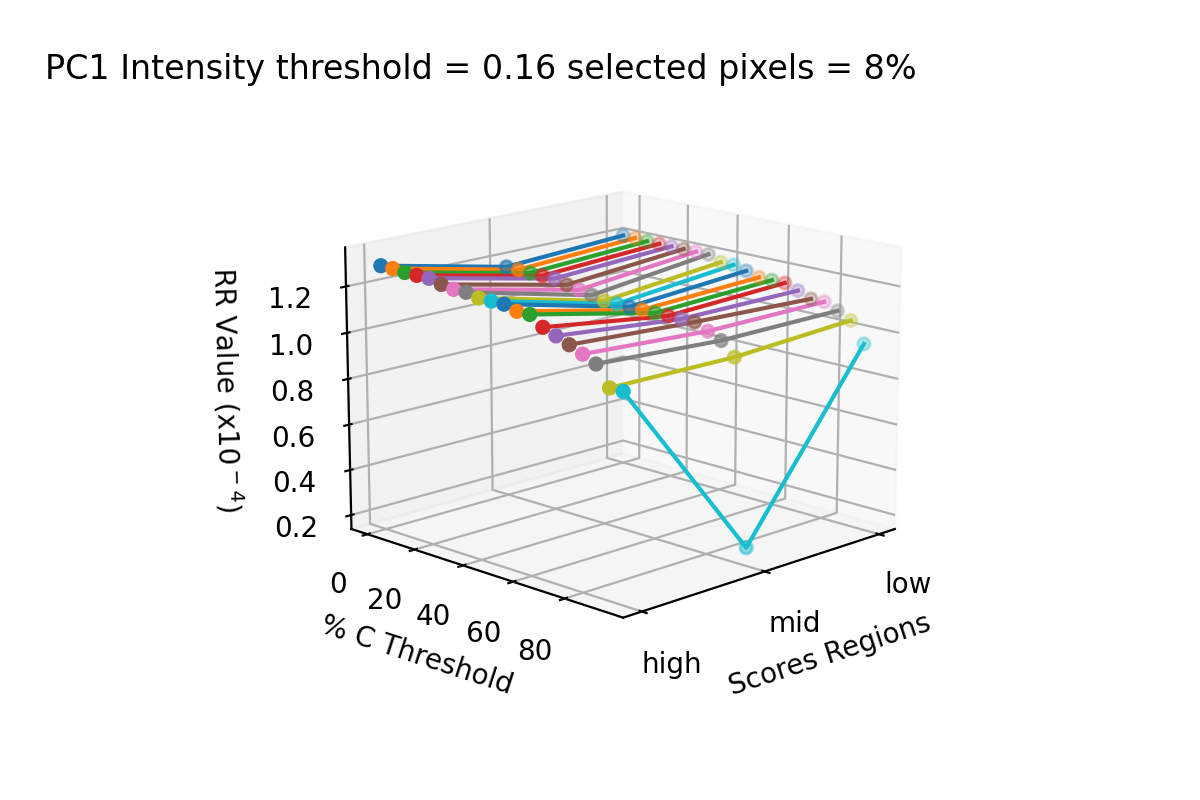 PC1 Intensity threshold = 0.16 selected pixels = 8%
RR Value (x10⁻⁴)
1.2
1.0
0.8
0.6
0.4
0.2
0
20
40
60
80
% C Threshold
high
mid
low
Scores Regions